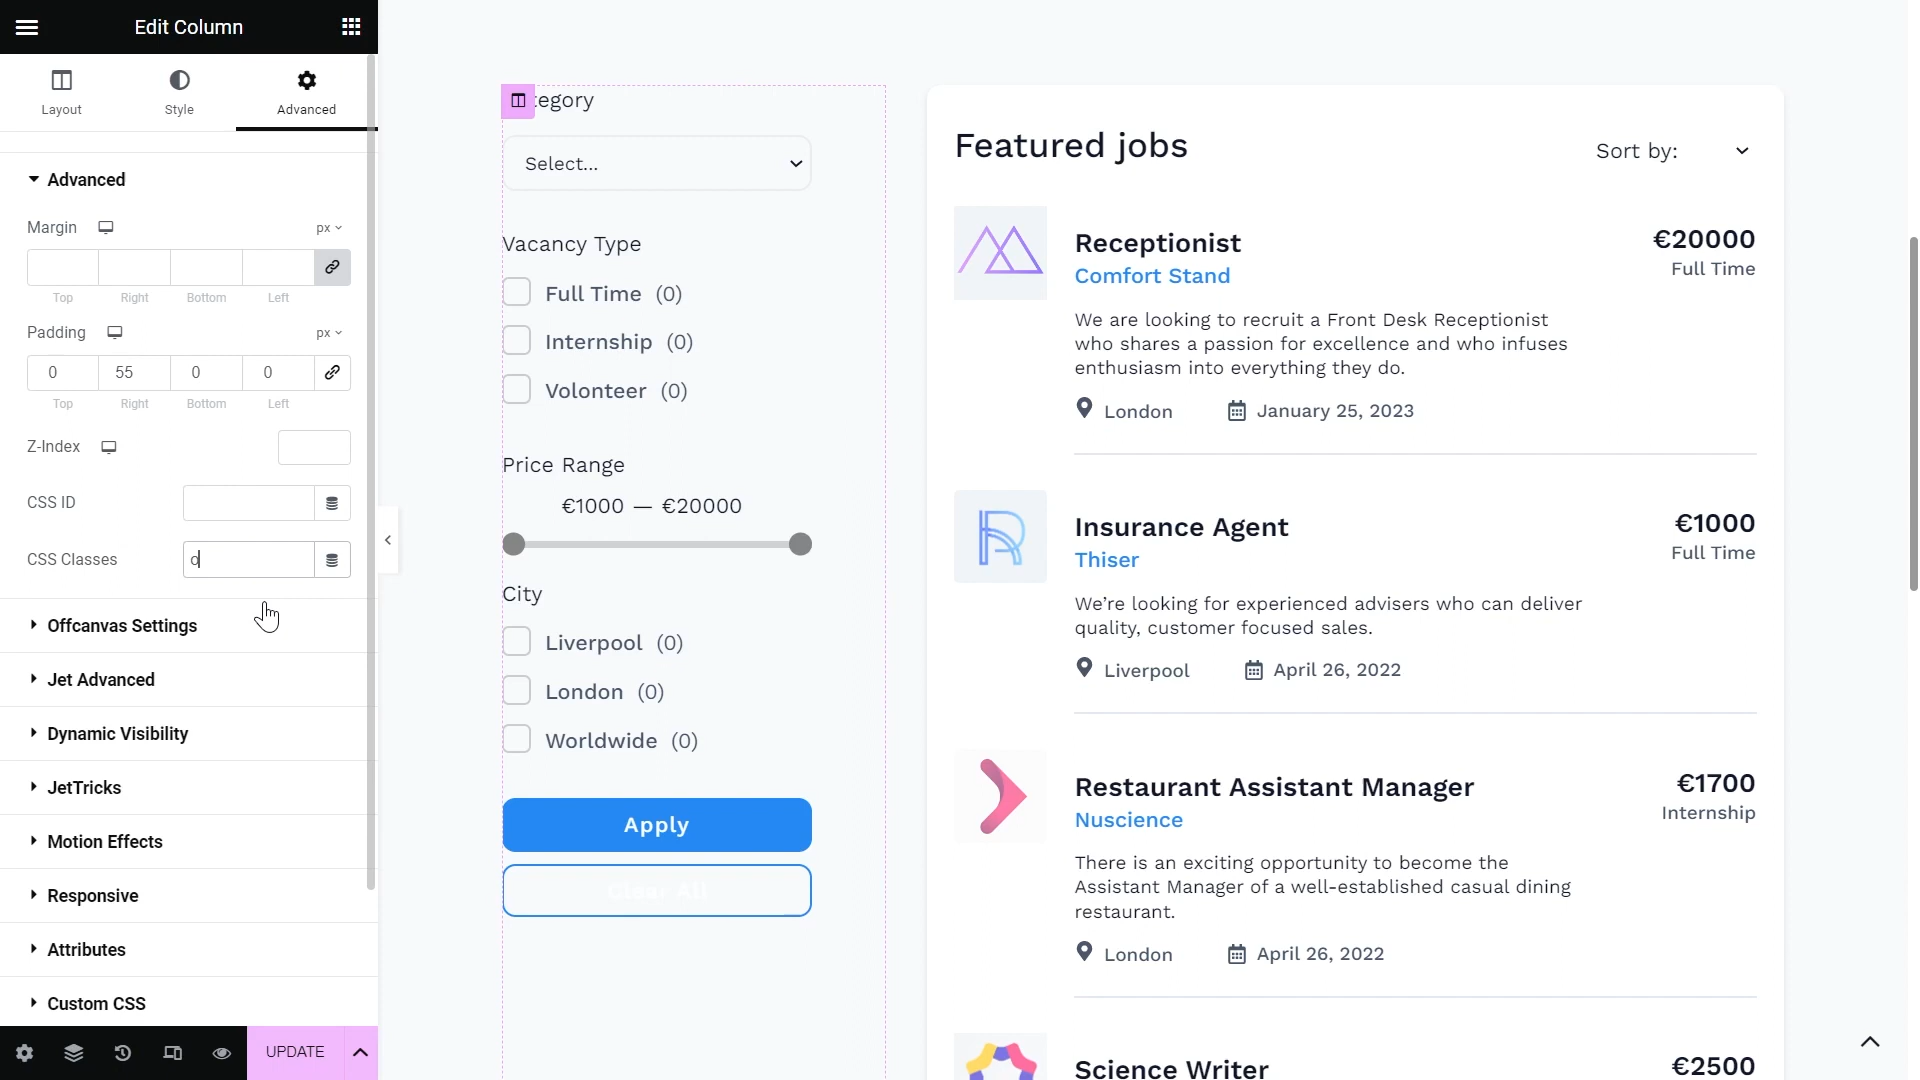 Edit Column
Layout
Style
Advanced
Advanced
Margin
px
Top
Right
Bottom
Left
Padding
px
0
55
0
0
Top
Right
Bottom
Left
Z-Index
CSS ID
CSS Classes
o
Offcanvas Settings
Jet Advanced
Dynamic Visibility
JetTricks
Motion Effects
Responsive
Attributes
Custom CSS
UPDATE
tegory
Select...
Vacancy Type
Full Time (0)
Internship (0)
Volonteer (0)
Price Range
€1000 — €20000
City
Liverpool (0)
London (0)
Worldwide (0)
Apply
Clear All
Featured jobs
Sort by:
Receptionist
€20000
Comfort Stand
Full Time
We are looking to recruit a Front Desk Receptionist
who shares a passion for excellence and who infuses
enthusiasm into everything they do.
London
January 25, 2023
Insurance Agent
€1000
Thiser
Full Time
We’re looking for experienced advisers who can deliver
quality, customer focused sales.
Liverpool
April 26, 2022
Restaurant Assistant Manager
€1700
Nuscience
Internship
There is an exciting opportunity to become the
Assistant Manager of a well-established casual dining
restaurant.
London
April 26, 2022
Science Writer
€2500